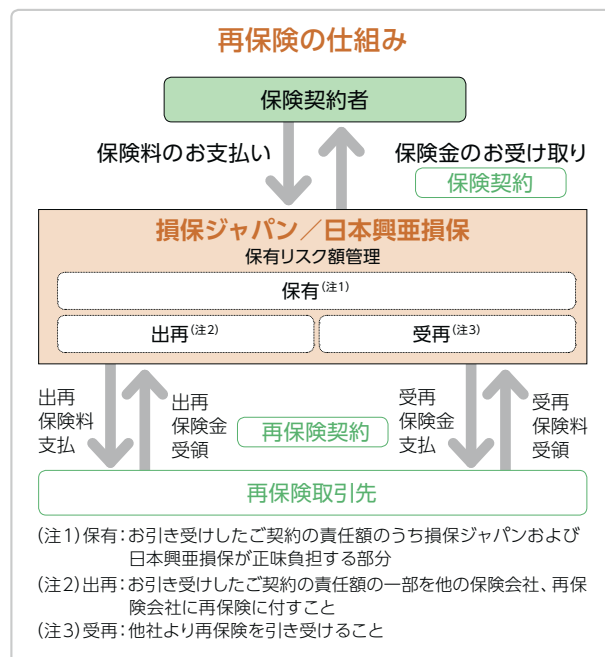 再保険の仕組み
保険契約者
保険料のお支払い
保険金のお受け取り
保険契約
損保ジャパン／日本興亜損保
保有リスク額管理
保有(注1)
出再(注2)
受再(注3)
出再
保険料
支払
出再
保険金
受領
再保険契約
受再
保険金
支払
受再
保険料
受領
再保険取引先
(注1)保有：お引き受けしたご契約の責任額のうち損保ジャパンおよび
日本興亜損保が正味負担する部分
(注2)出再：お引き受けしたご契約の責任額の一部を他の保険会社、再保
険会社に再保険に付すこと
(注3)受再：他社より再保険を引き受けること